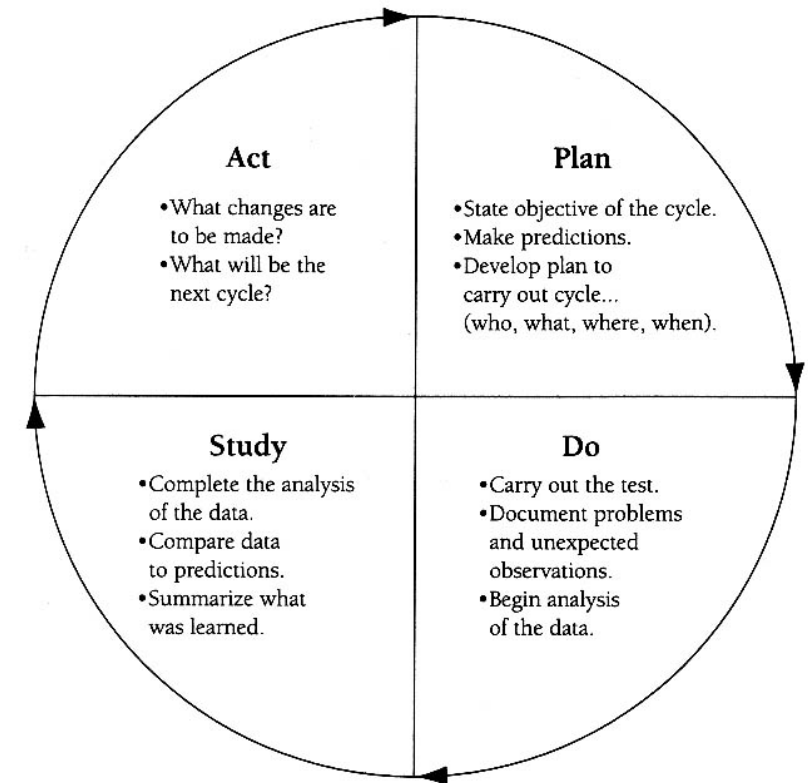 Act
•What changes are
to be made?
•What will be the
next cycle?
Plan
•State objective of the cycle.
•Make predictions.
•Develop plan to
carry out cycle...
(who, what, where, when).
Study
•Complete the analysis
of the data.
•Compare data
to predictions.
•Summarize what
was learned.
Do
•Carry out the test.
•Document problems
and unexpected
observations.
•Begin analysis
of the data.